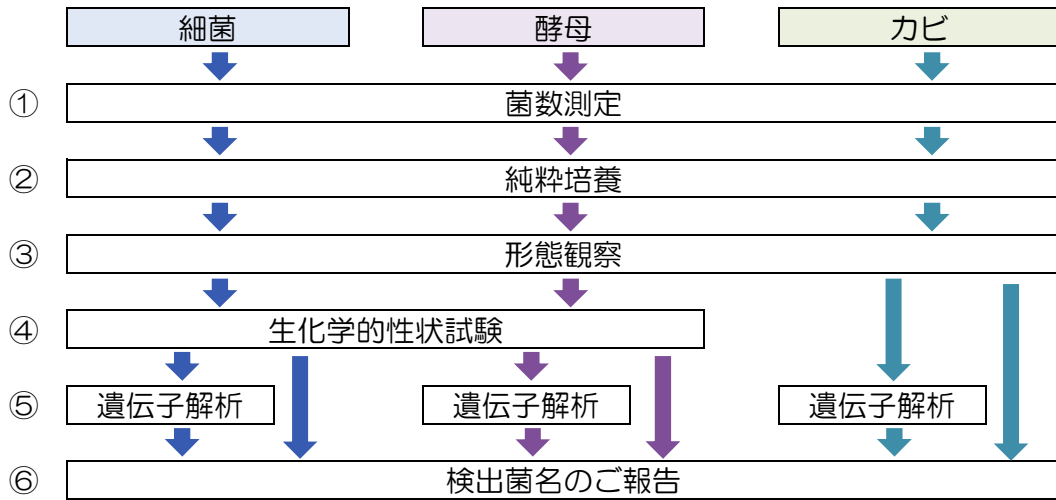 細菌 酵母 カビ
① 菌数測定
② 純粋培養
③ 形態観察
④ 生化学的性状試験
⑤ 遺伝子解析 遺伝子解析 遺伝子解析
⑥ 検出菌名のご報告